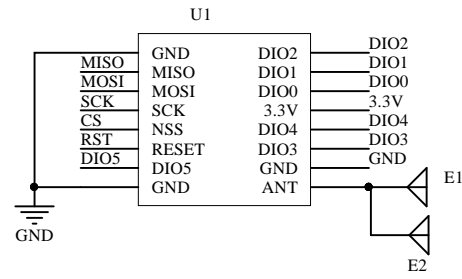 U1
GND DIO2 DIO2
MISO MISO DIO1 DIO1
MOSI MOSI DIO0 DIO0
SCK SCK 3.3V 3.3V
CS NSS DIO4 DIO4
RST RESET DIO3 DIO3
DIO5 DIO5 GND GND
GND ANT E1
GND
E2